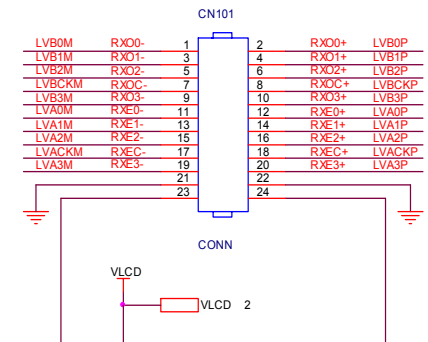 CN101
LVB0M RXO0- 1 2 RXO0+ LVB0P
LVB1M RXO1- 3 4 RXO1+ LVB1P
LVB2M RXO2- 5 6 RXO2+ LVB2P
LVBCKM RXOC- 7 8 RXOC+ LVBCKP
LVB3M RXO3- 9 10 RXO3+ LVB3P
LVA0M RXE0- 11 12 RXE0+ LVA0P
LVA1M RXE1- 13 14 RXE1+ LVA1P
LVA2M RXE2- 15 16 RXE2+ LVA2P
LVACKM RXEC- 17 18 RXEC+ LVACKP
LVA3M RXE3- 19 20 RXE3+ LVA3P
21 22
23 24
CONN
VLCD
VLCD 2